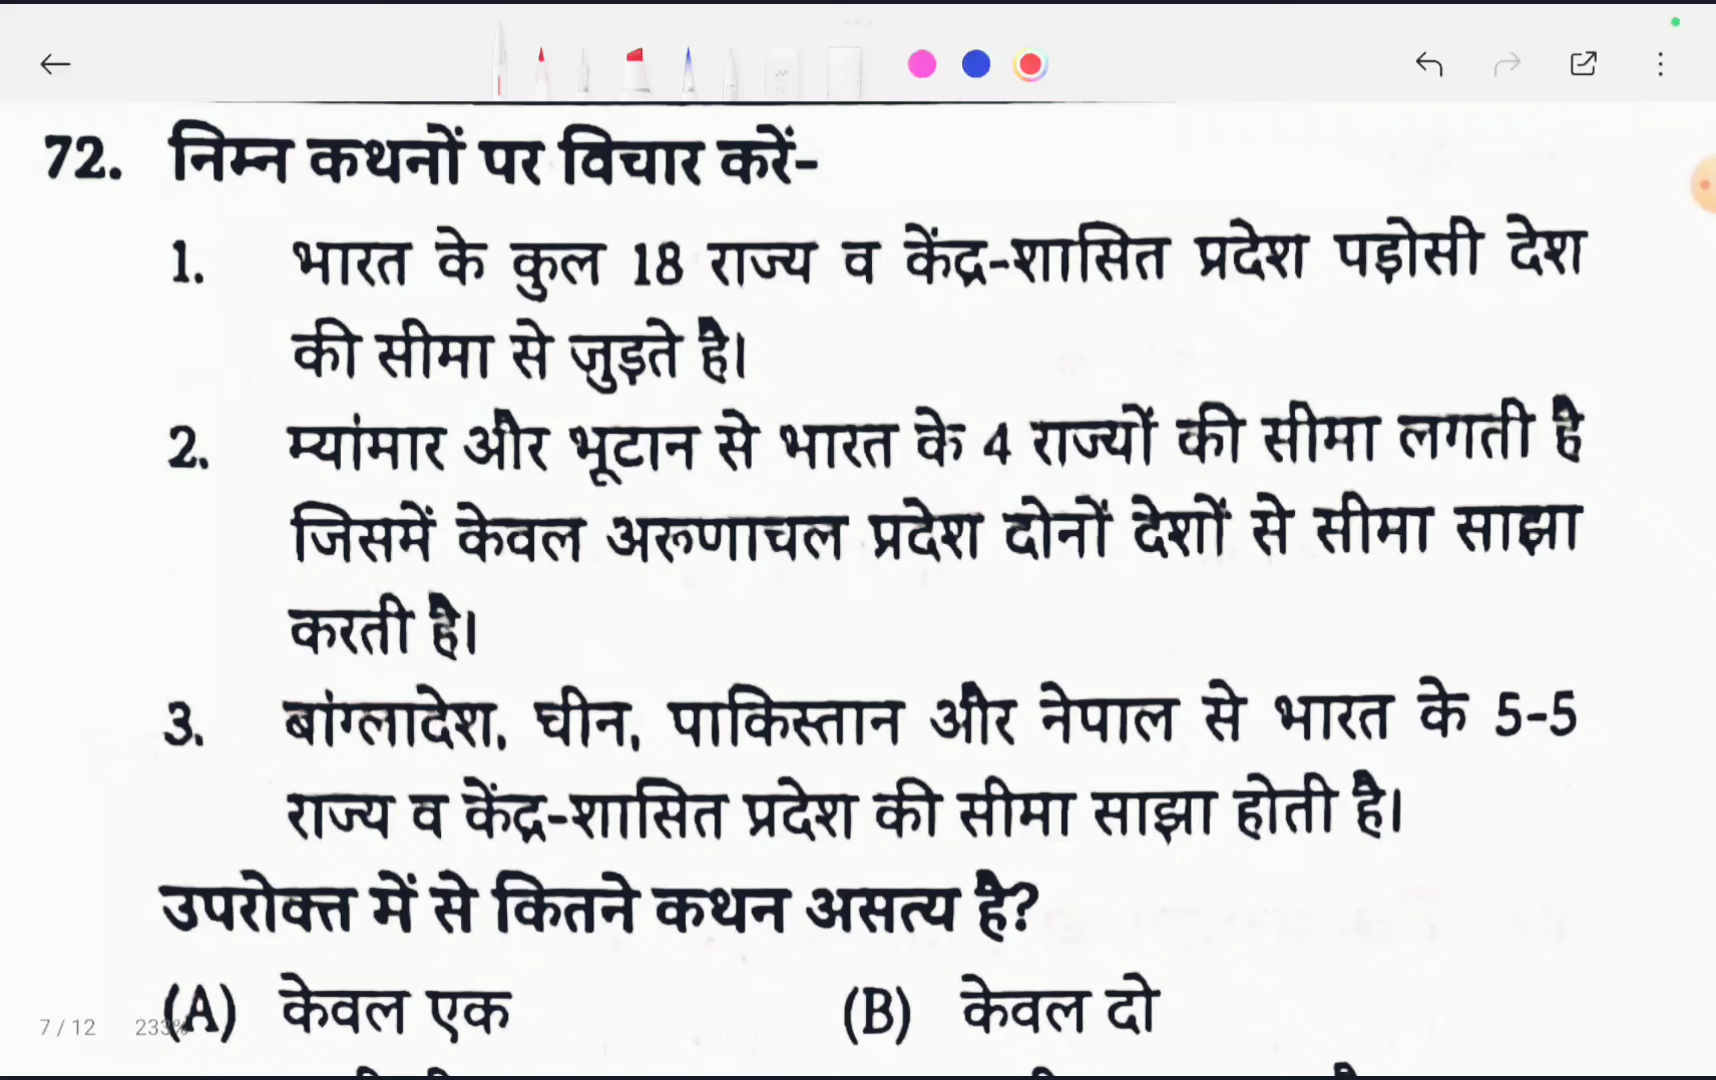 72. निम्न कथनों पर विचार करें-
1. भारत के कुल 18 राज्य व केंद्र-शासित प्रदेश पड़ोसी देश
की सीमा से जुड़ते है।
2. म्यांमार और भूटान से भारत के 4 राज्यों की सीमा लगती है
जिसमें केवल अरूणाचल प्रदेश दोनों देशों से सीमा साझा
करती है।
3. बांग्लादेश, चीन, पाकिस्तान और नेपाल से भारत के 5-5
राज्य व केंद्र-शासित प्रदेश की सीमा साझा होती है।
उपरोक्त में से कितने कथन असत्य है?
(A) केवल एक (B) केवल दो
7 / 12 233%